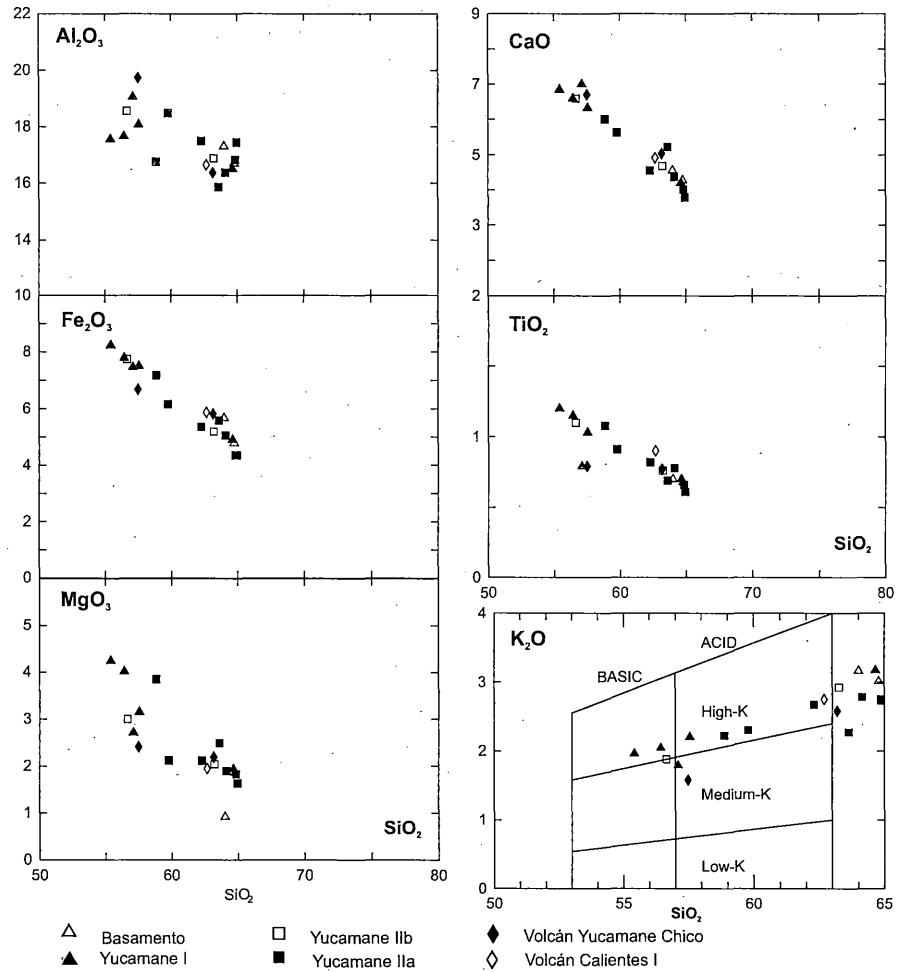 Al₂O₃
22
20
18
16
14
12
10
Fe₂O₃
8
6
4
2
0
MgO₃
5
4
3
2
1
0
SiO₂
50 60 70 80
SiO₂
CaO
9
7
5
3
2
TiO₂
1
0
SiO₂
50 60 70 80
K₂O
4
3
2
1
0
ACID
BASIC
High-K
Medium-K
Low-K
50 55 60 65
SiO₂
Basamento
Yucamane I
Yucamane IIb
Yucamane IIa
Volcán Yucamane Chico
Volcán Calientes I